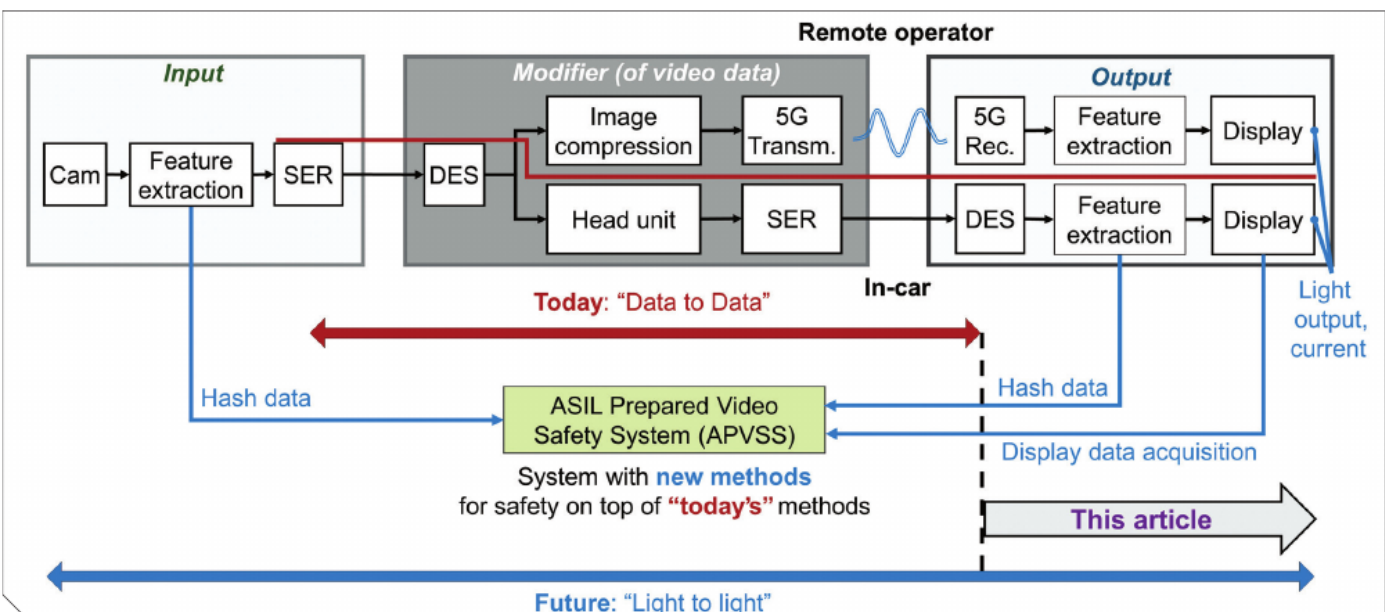 Remote operator
Input
Modifier (of video data)
Output
Image
compression
5G
Transm.
5G
Rec.
Feature
extraction
Display
Cam
Feature
extraction
SER
DES
Head unit
SER
DES
Feature
extraction
Display
In-car
Today: “Data to Data”
Light
output,
current
Hash data
ASIL Prepared Video
Safety System (APVSS)
Hash data
Display data acquisition
System with new methods
for safety on top of “today’s” methods
This article
Future: “Light to light”